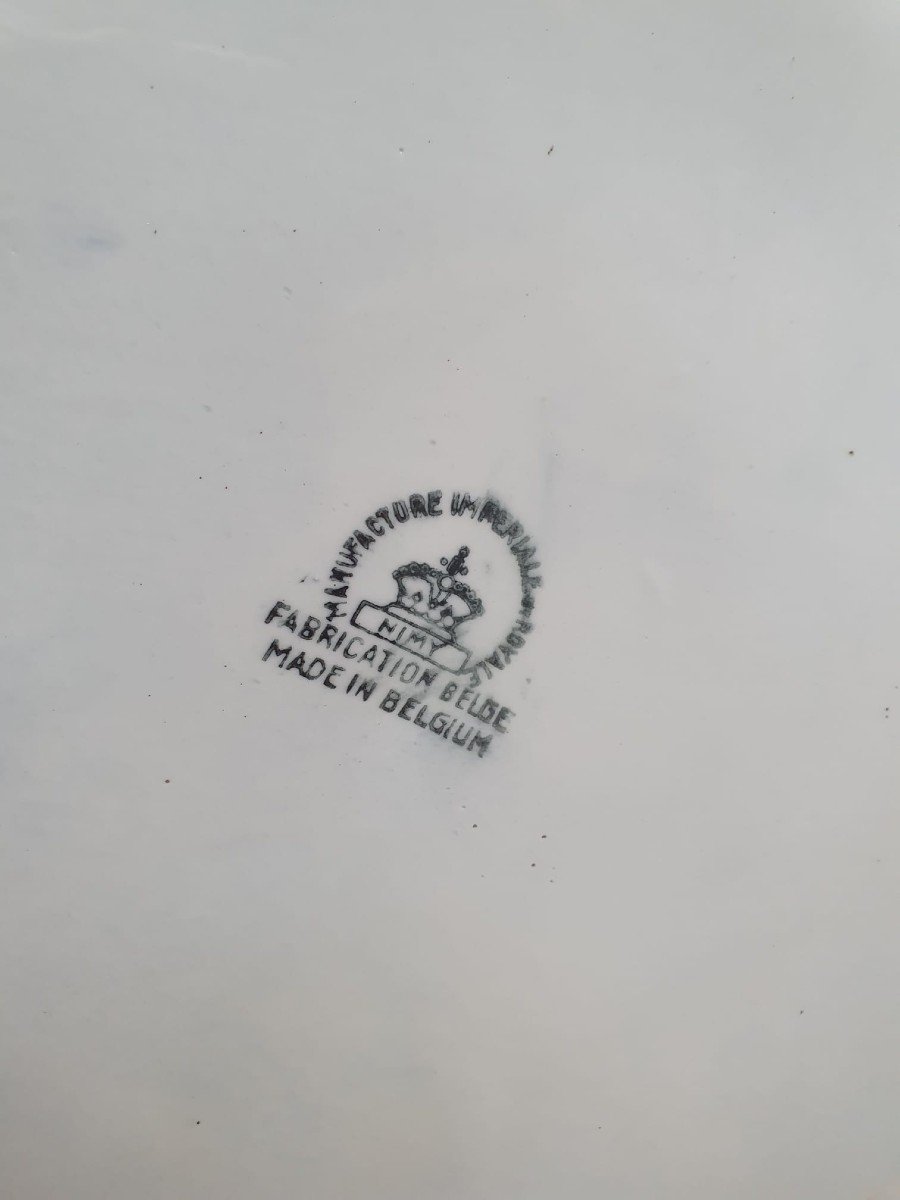 MANUFACTURE IMPERIALE & ROYALE
NIMY
FABRICATION BELGE
MADE IN BELGIUM